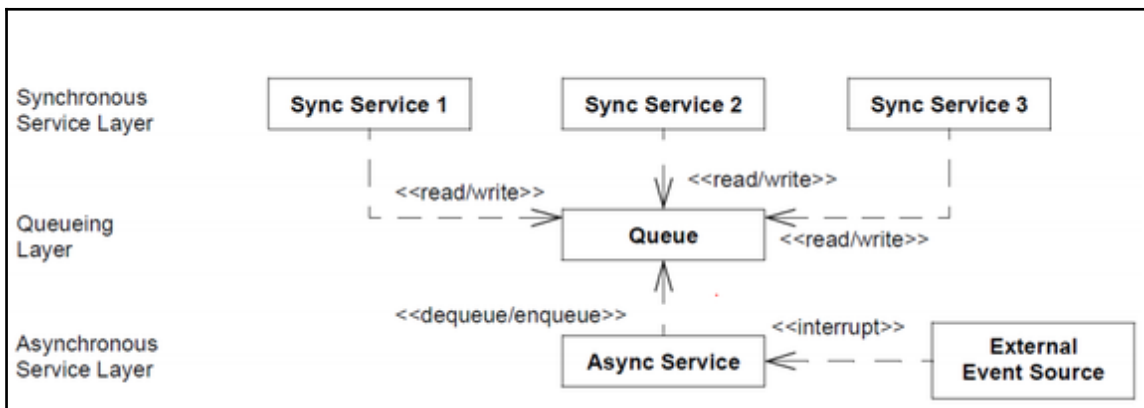 Synchronous
Service Layer
Sync Service 1
Sync Service 2
Sync Service 3
<<read/write>>
<<read/write>>
Queueing
Layer
Queue
<<read/write>>
<<dequeue/enqueue>>
<<interrupt>>
Asynchronous
Service Layer
Async Service
External
Event Source